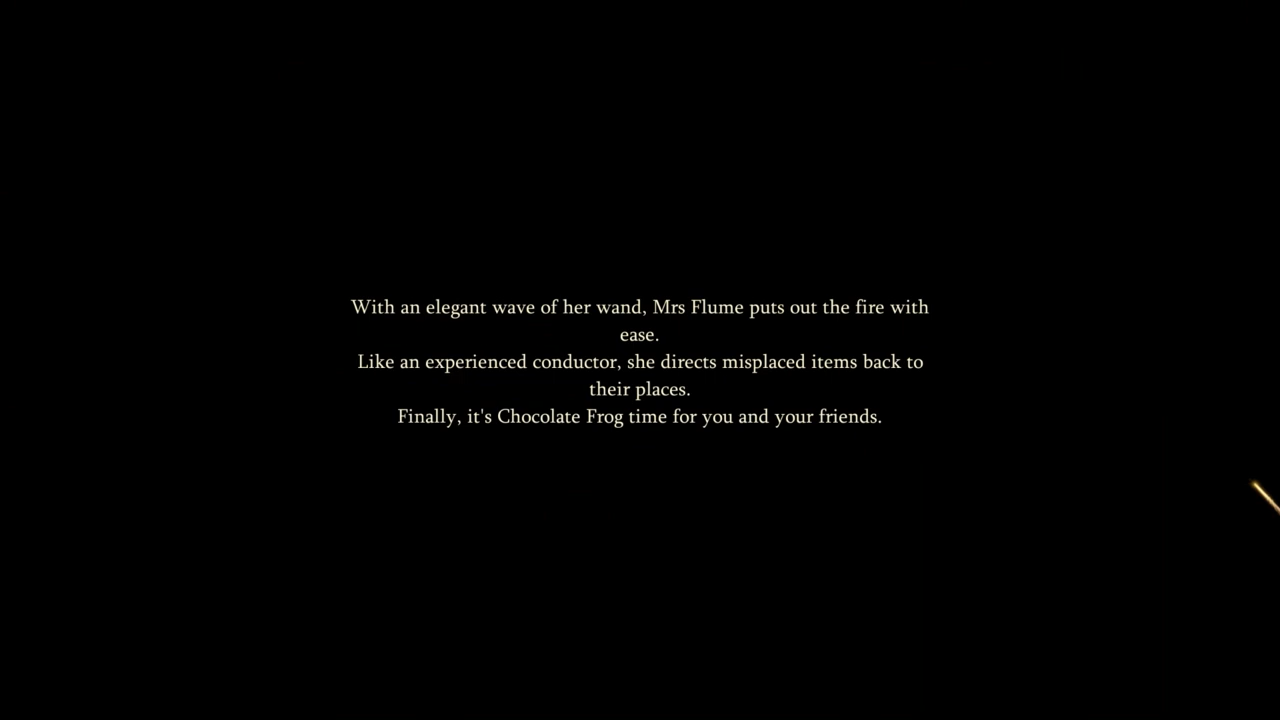 With an elegant wave of her wand, Mrs Flume puts out the fire with
ease.
Like an experienced conductor, she directs misplaced items back to
their places.
Finally, it's Chocolate Frog time for you and your friends.